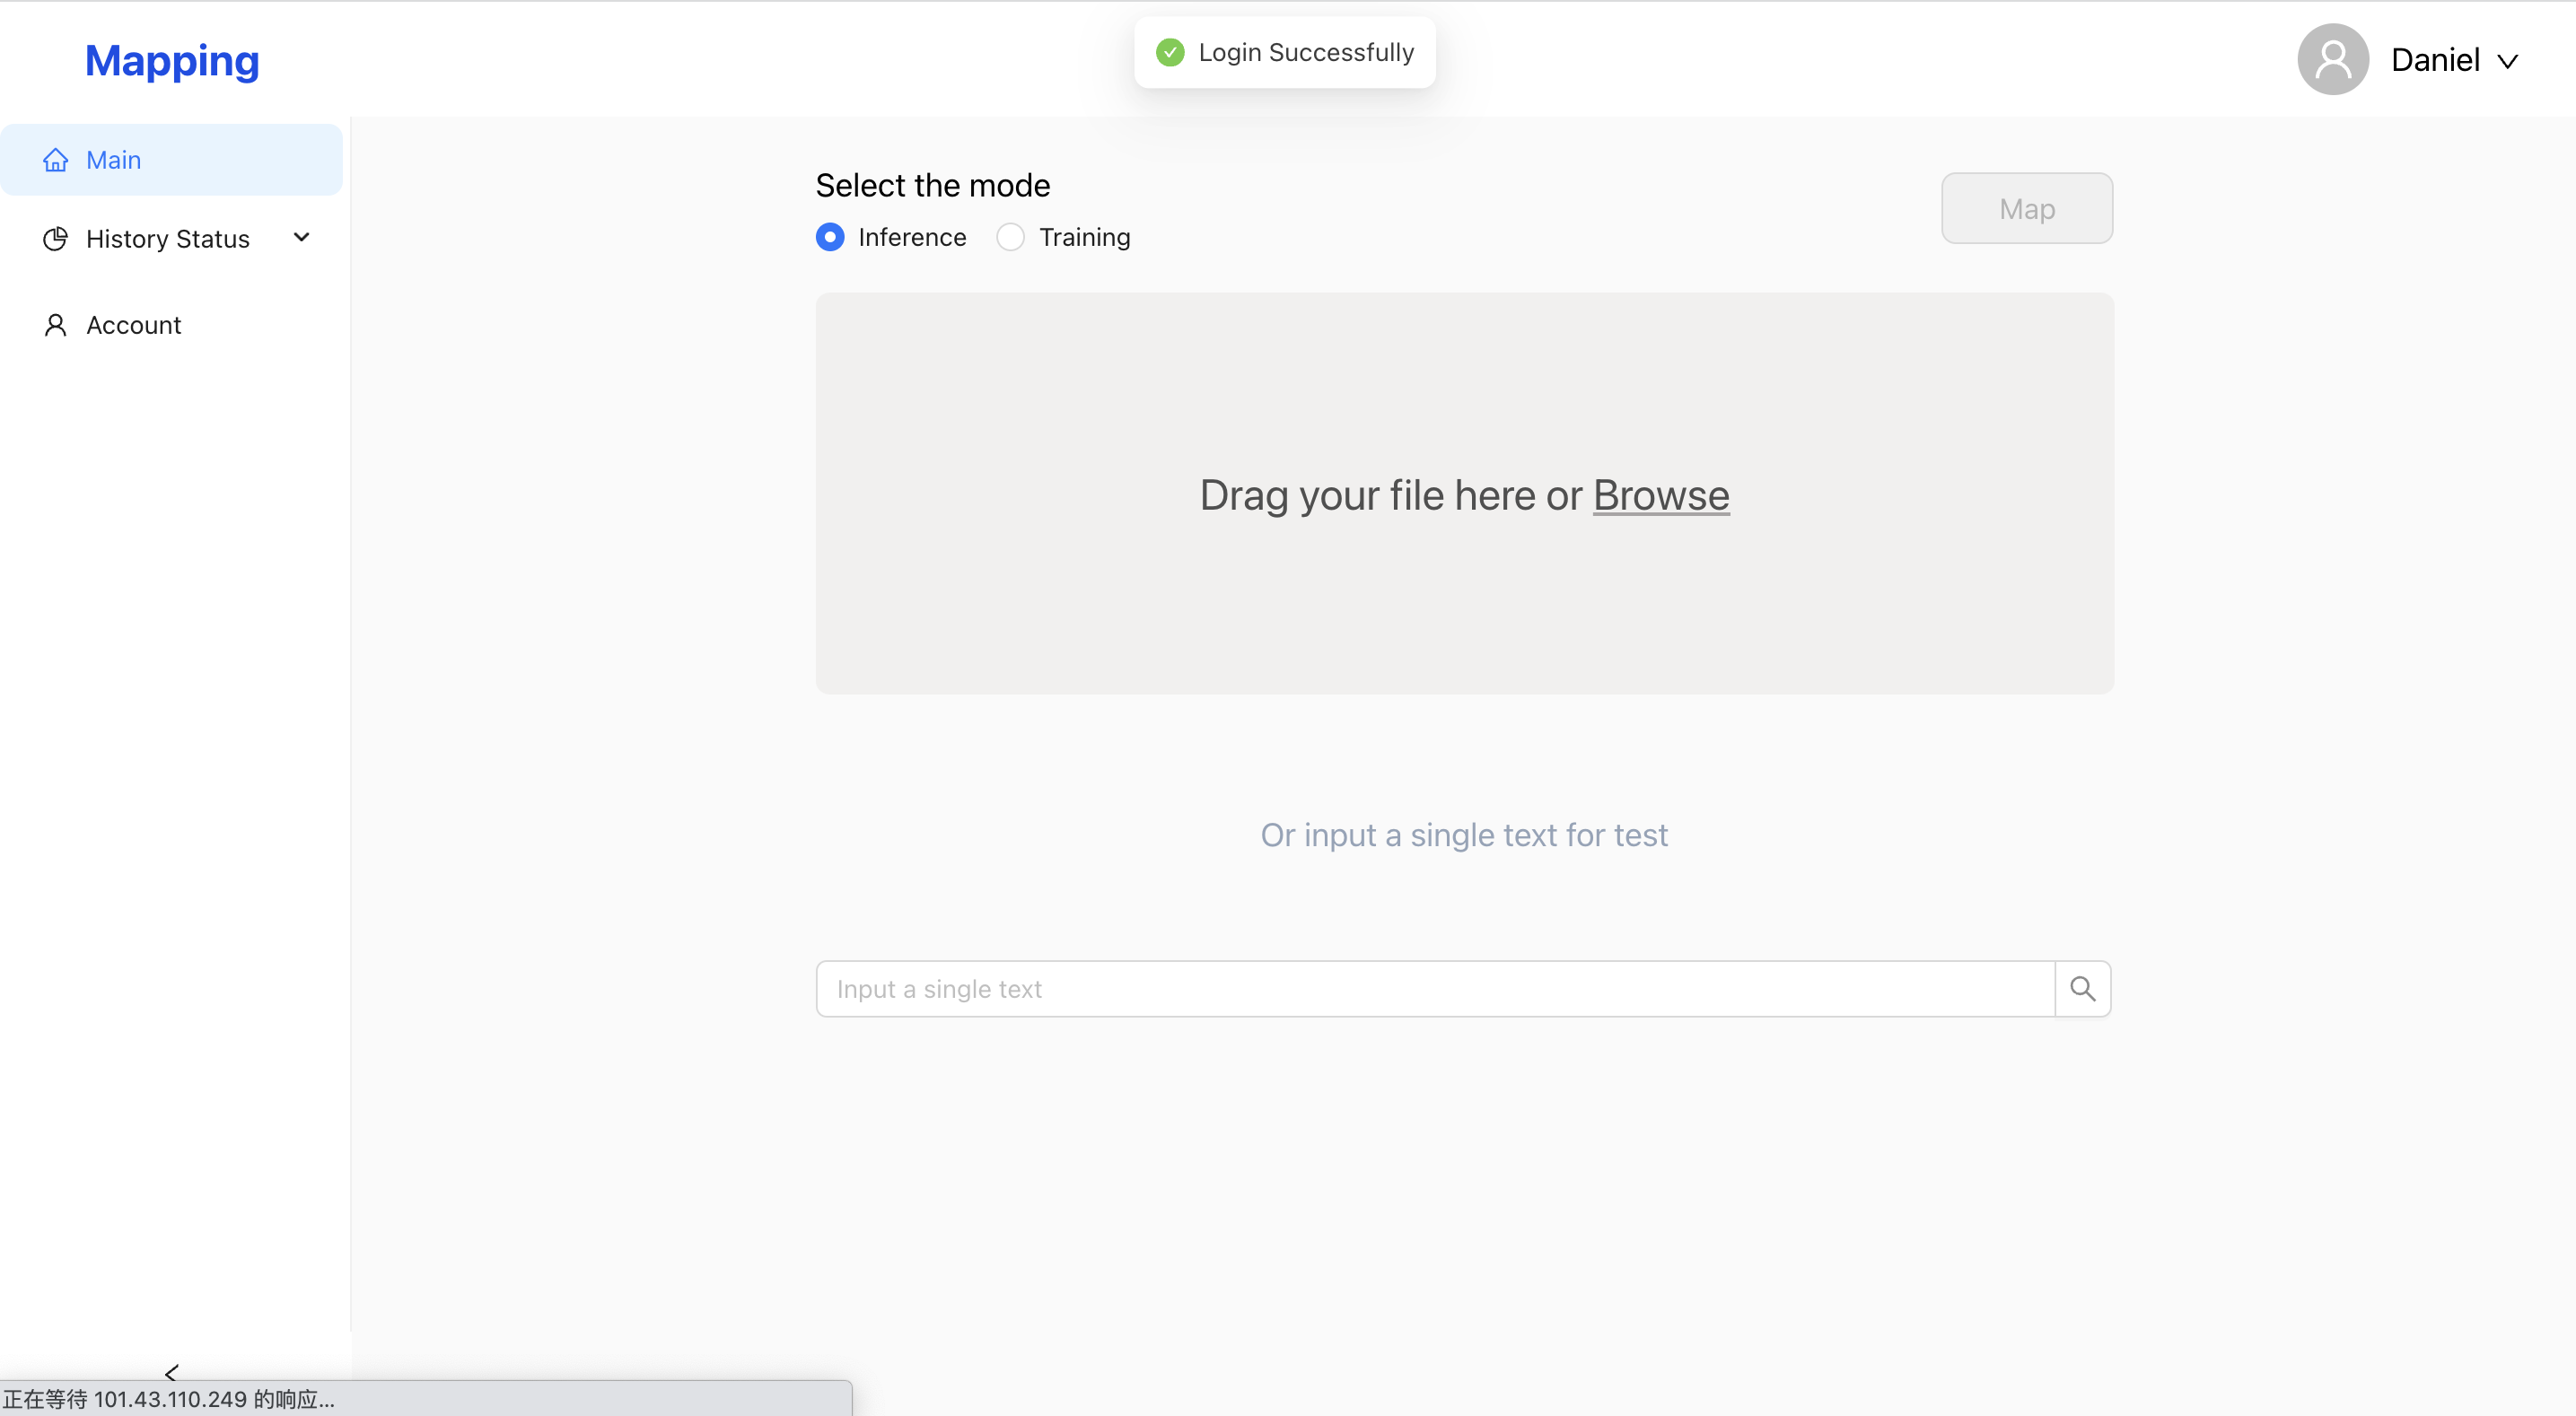 Mapping
Login Successfully
Daniel
Main
History Status
Account
Select the mode
Inference
Training
Map
Drag your file here or Browse
Or input a single text for test
Input a single text
正在等待 101.43.110.249 的响应...